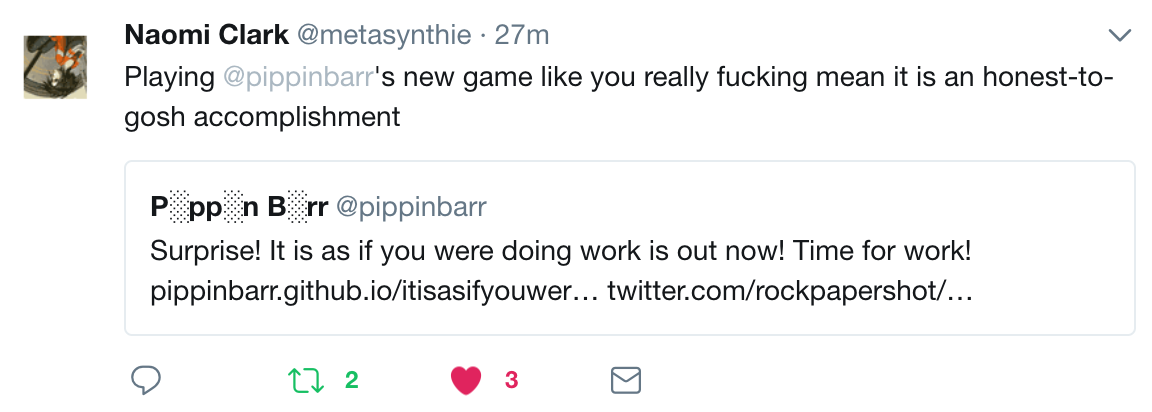 Naomi Clark @metasynthie · 27m
Playing @pippinbarr's new game like you really fucking mean it is an honest-to-
gosh accomplishment
P░pp░n B░rr @pippinbarr
Surprise! It is as if you were doing work is out now! Time for work!
pippinbarr.github.io/itisasifyouwer… twitter.com/rockpapershot/…
2 3